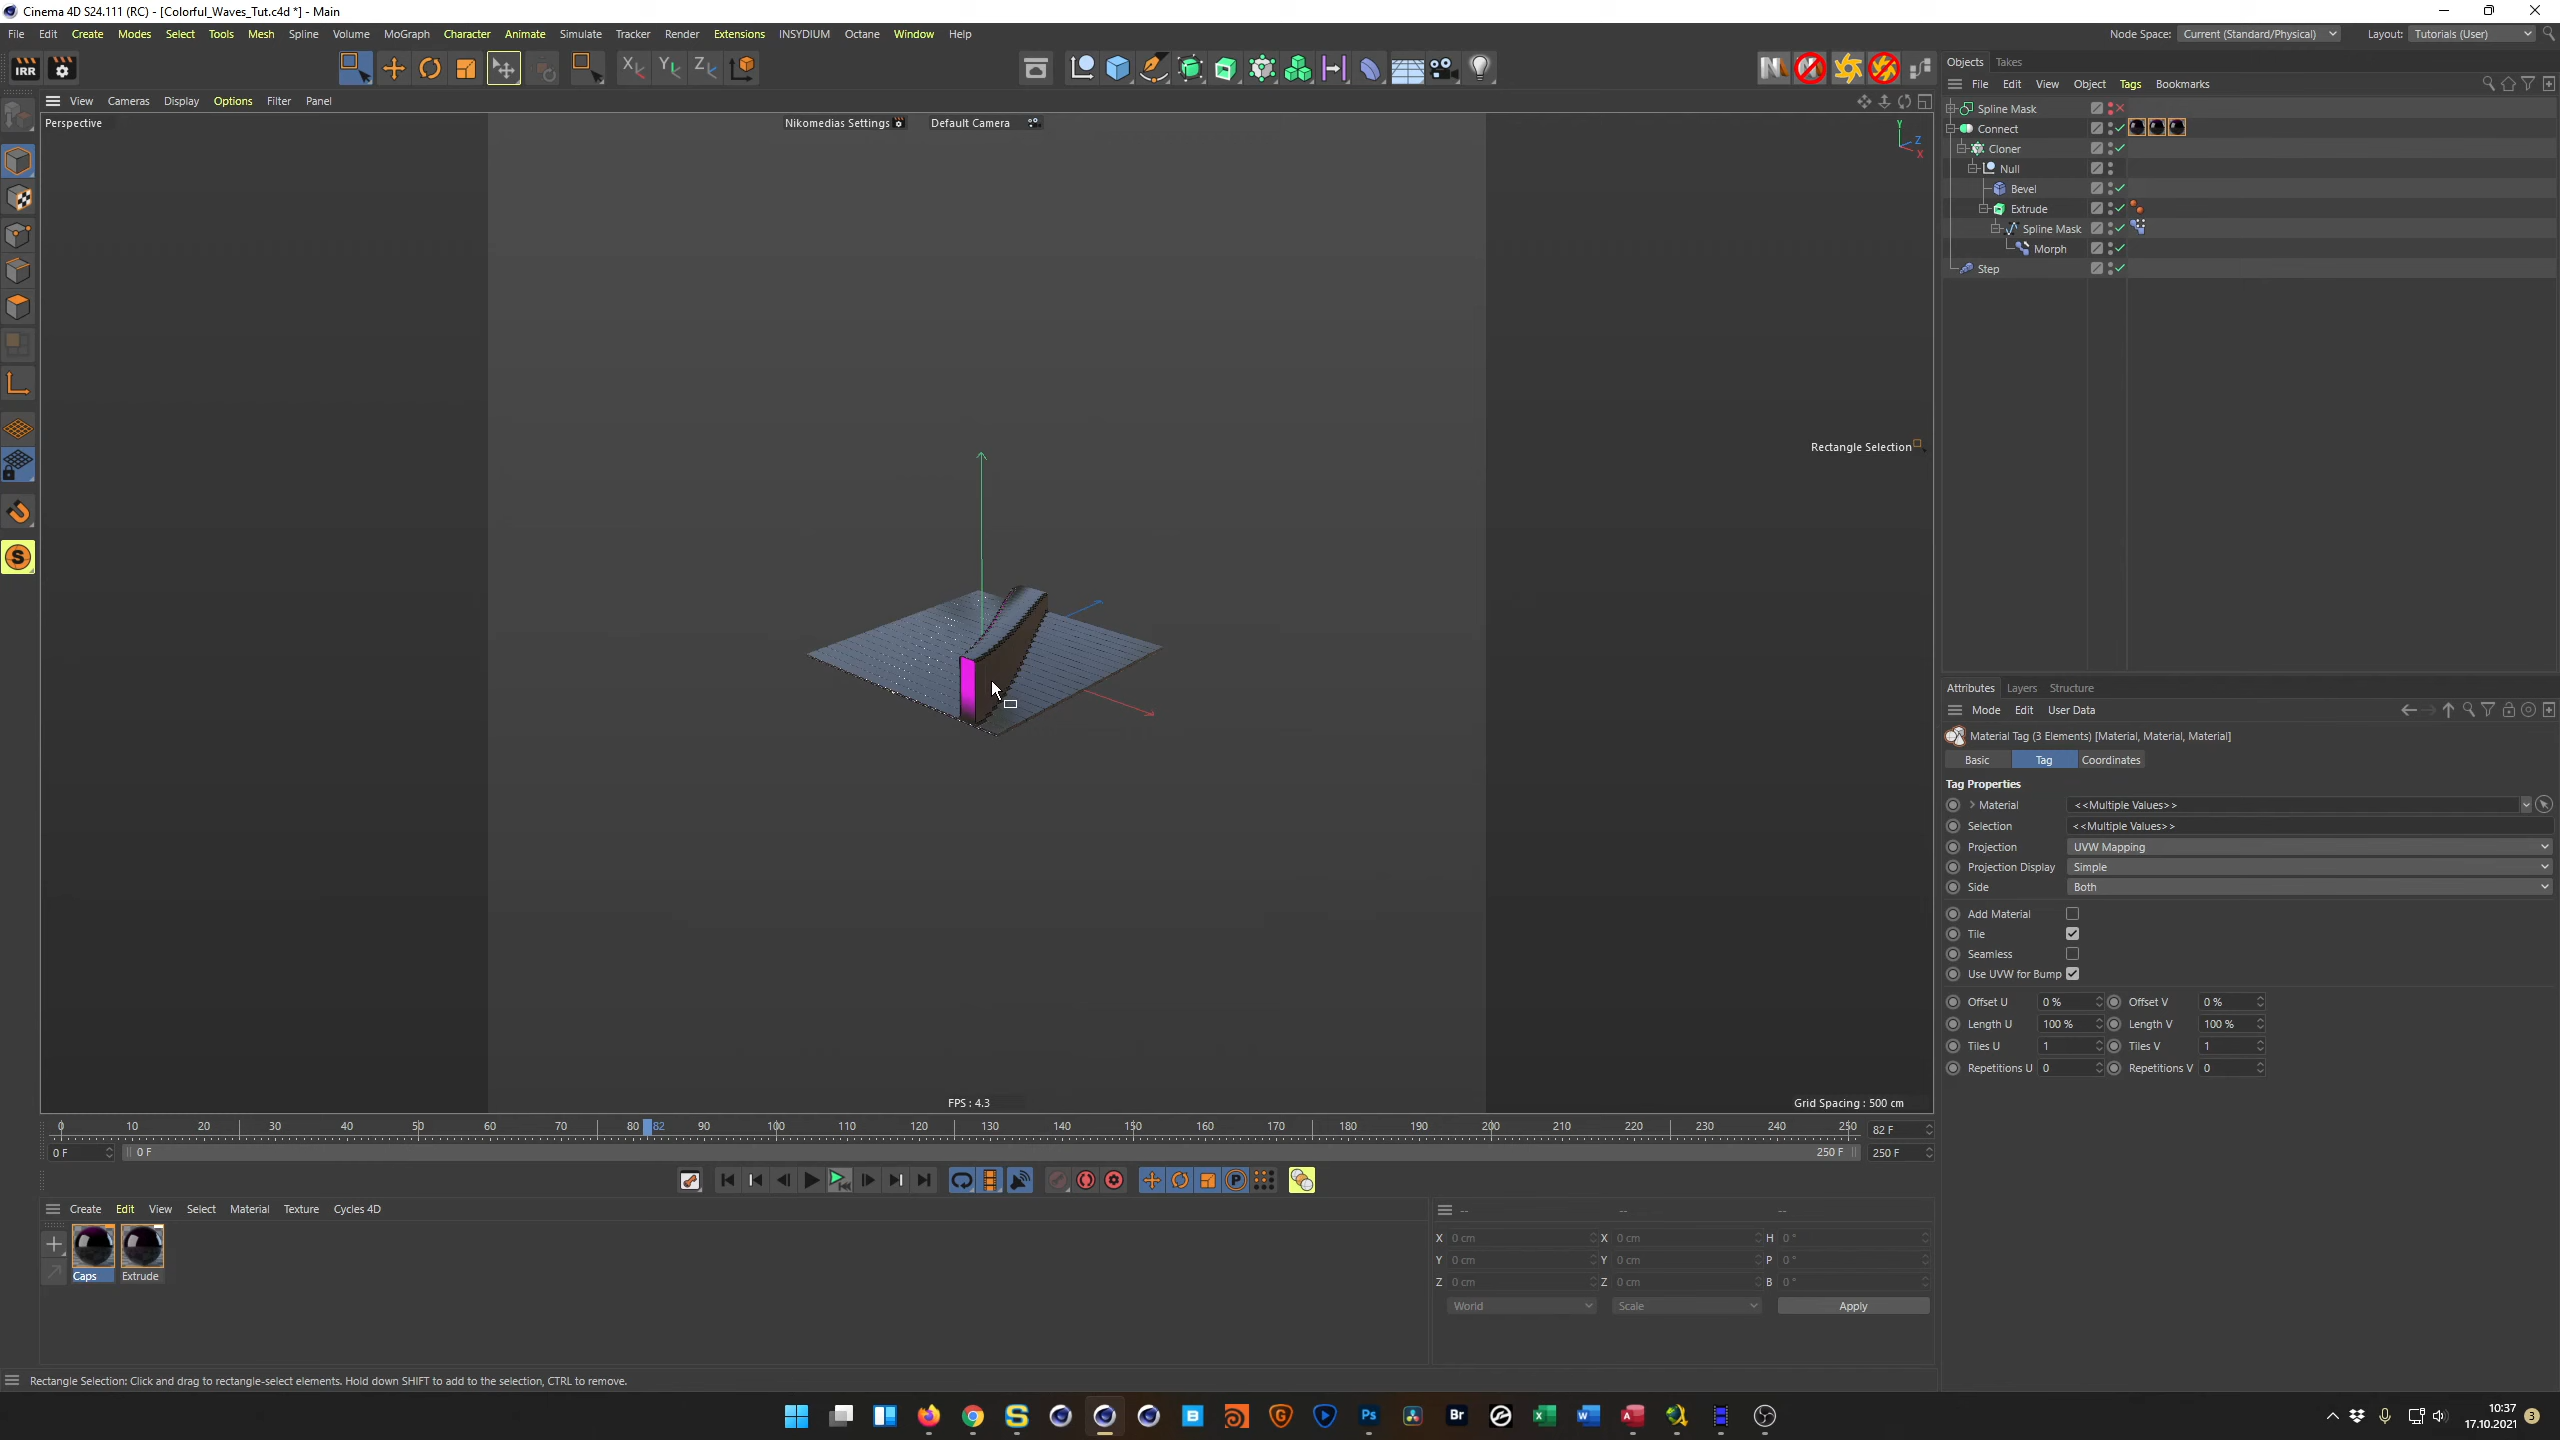 Cinema 4D S24.111 (RC) - [Colorful_Waves_Tut.c4d *] - Main
File Edit Create Modes Select Tools Mesh Spline Volume MoGraph Character Animate Simulate Tracker Render Extensions INSYDIUM Octane Window Help
Node Space: Current (Standard/Physical) Layout: Tutorials (User)
IRR X Y Z
Objects Takes
File Edit View Object Tags Bookmarks
View Cameras Display Options Filter Panel
Perspective Nikomedias Settings Default Camera
Y Z X
Spline Mask
Connect
Cloner
Null
Bevel
Extrude
Spline Mask
Morph
Step
Rectangle Selection
S
FPS : 4.3
Grid Spacing : 500 cm
Attributes Layers Structure
Mode Edit User Data
Material Tag (3 Elements) [Material, Material, Material]
Basic Tag Coordinates
Tag Properties
Material <<Multiple Values>>
Selection <<Multiple Values>>
Projection UVW Mapping
Projection Display Simple
Side Both
Add Material
Tile
Seamless
Use UVW for Bump
Offset U 0 % Offset V 0 %
Length U 100 % Length V 100 %
Tiles U 1 Tiles V 1
Repetitions U 0 Repetitions V 0
0 10 20 30 40 50 60 70 80 82 90 100 110 120 130 140 150 160 170 180 190 200 210 220 230 240 250 82 F
0 F 0 F 250 F 250 F
P
Create Edit View Select Material Texture Cycles 4D
-- -- --
Caps Extrude
X 0 cm X 0 cm H 0 °
Y 0 cm Y 0 cm P 0 °
Z 0 cm Z 0 cm B 0 °
World Scale Apply
Rectangle Selection: Click and drag to rectangle-select elements. Hold down SHIFT to add to the selection, CTRL to remove.
Ps Br
10:37
17.10.2021
3